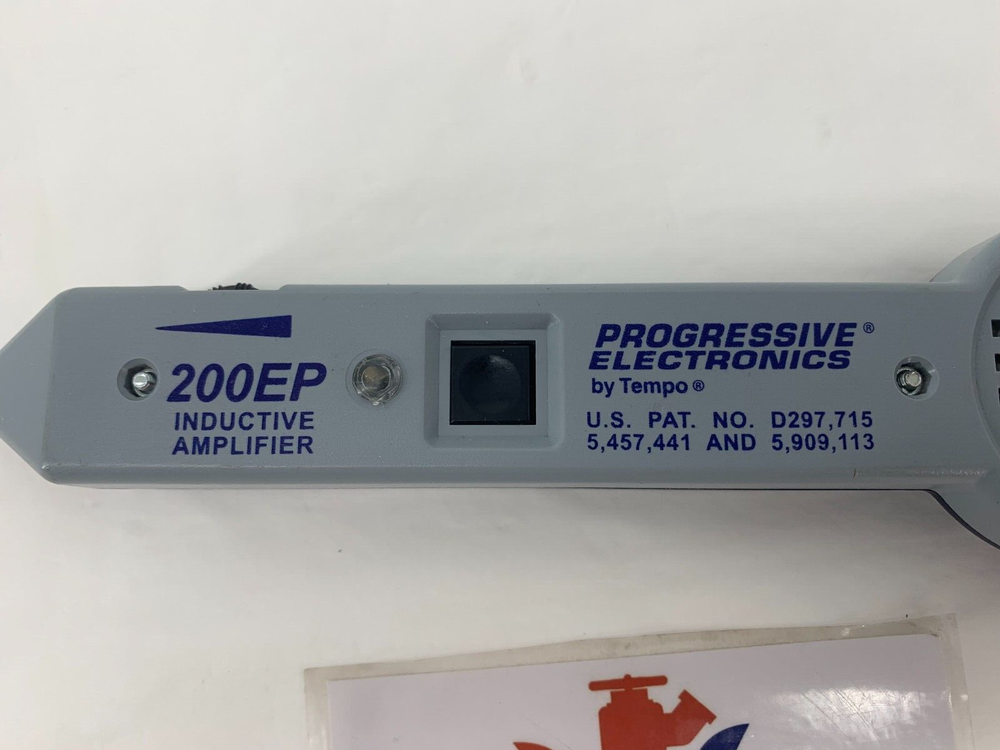 200EP
INDUCTIVE
AMPLIFIER
PROGRESSIVE®
ELECTRONICS
by Tempo®
U.S. PAT. NO. D297,715
5,457,441 AND 5,909,113